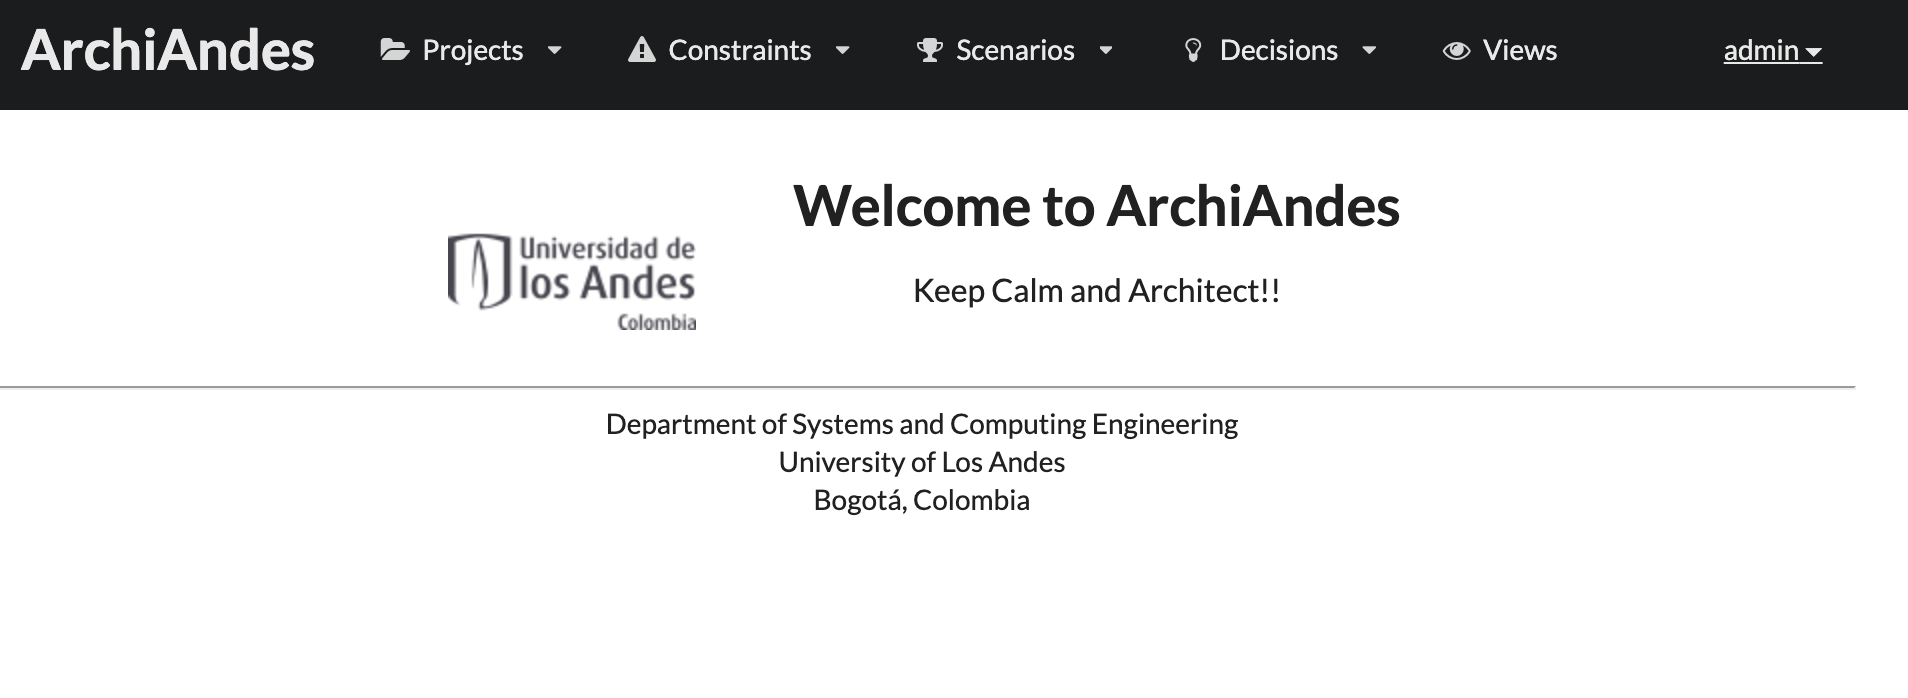 ArchiAndes Projects Constraints Scenarios Decisions Views admin
Welcome to ArchiAndes
Universidad de
los Andes
Colombia
Keep Calm and Architect!!
Department of Systems and Computing Engineering
University of Los Andes
Bogotá, Colombia